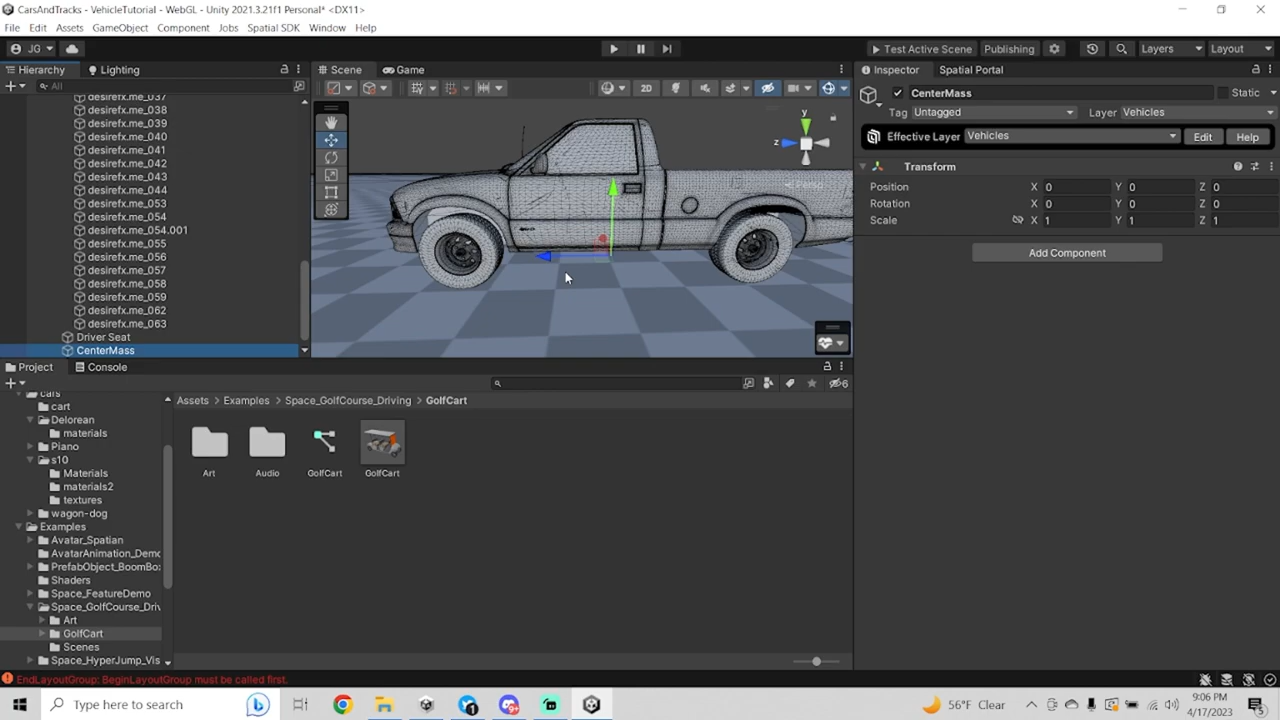 CarsAndTracks - VehicleTutorial - WebGL - Unity 2021.3.21f1 Personal* <DX11>
File Edit Assets GameObject Component Jobs Spatial SDK Window Help
JG Test Active Scene Publishing Layers Layout
Hierarchy Lighting Scene Game Inspector Spatial Portal
All 2D
desirefx.me_037
desirefx.me_038
desirefx.me_039
desirefx.me_040
desirefx.me_041
desirefx.me_042
desirefx.me_043
desirefx.me_044
desirefx.me_053
desirefx.me_054
desirefx.me_054.001
desirefx.me_055
desirefx.me_056
desirefx.me_057
desirefx.me_058
desirefx.me_059
desirefx.me_062
desirefx.me_063
Driver Seat
CenterMass
y
z
CenterMass Static
Tag Untagged Layer Vehicles
Effective Layer Vehicles Edit Help
Transform
Position X 0 Y 0 Z 0
Rotation X 0 Y 0 Z 0
Scale X 1 Y 1 Z 1
Add Component
Project Console
6
Assets > Examples > Space_GolfCourse_Driving > GolfCart
cars
cart
Delorean
materials
Piano
s10
Materials
materials2
textures
wagon-dog
Examples
Avatar_Spatian
AvatarAnimation_Demo
PrefabObject_BoomBo
Shaders
Space_FeatureDemo
Space_GolfCourse_Driv
Art
GolfCart
Scenes
Space_HyperJump_Vis
Art Audio GolfCart GolfCart
EndLayoutGroup: BeginLayoutGroup must be called first.
Type here to search 56°F Clear 9:06 PM
4/17/2023